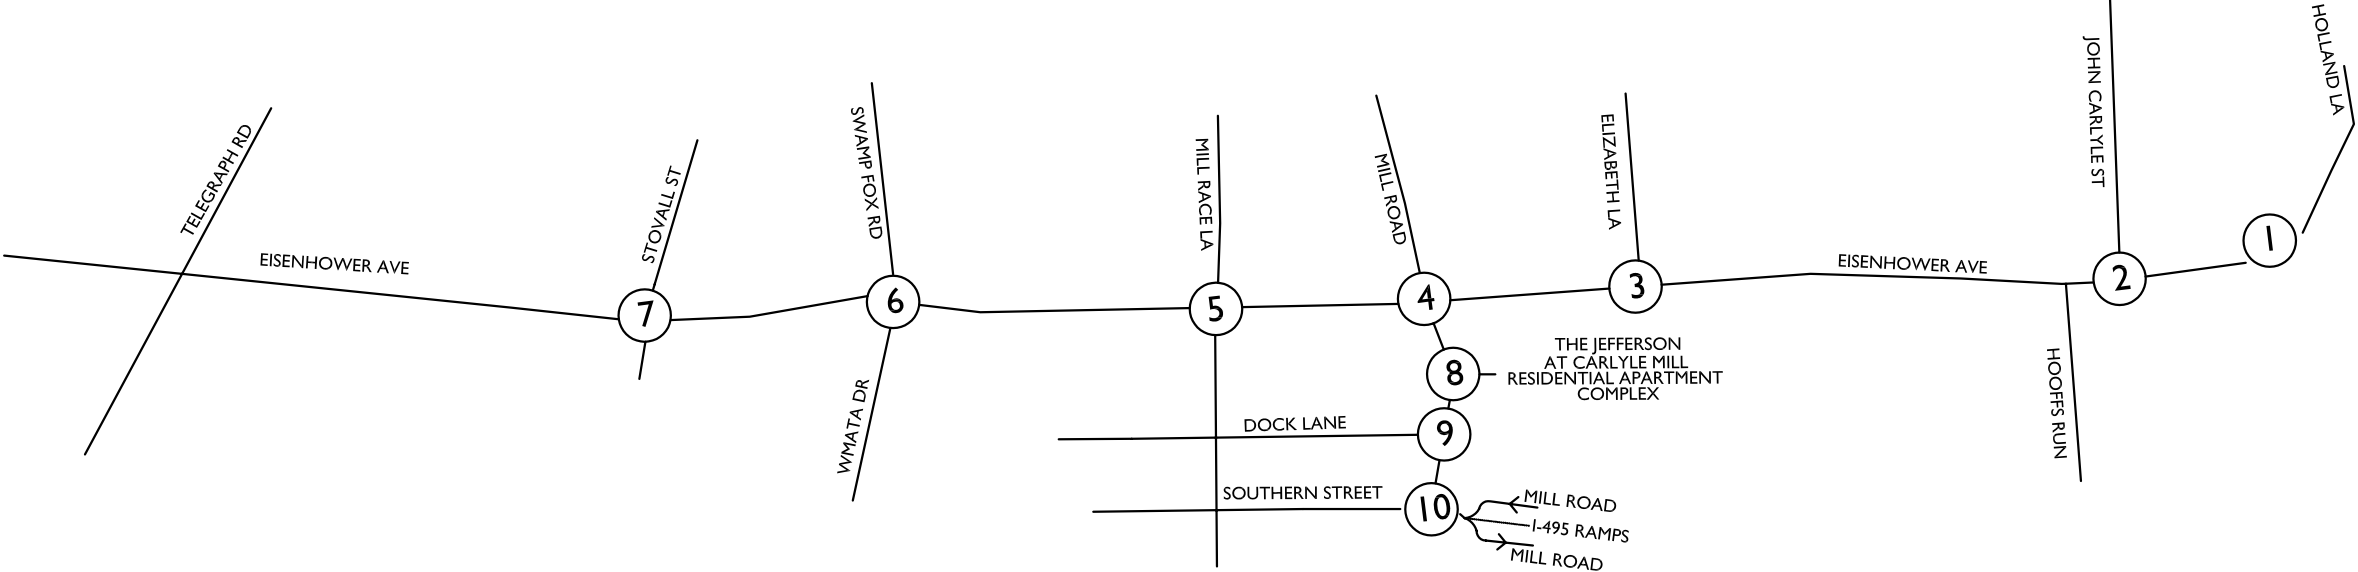 HOLLAND LA
JOHN CARLYLE ST
TELEGRAPH RD
STOVALL ST
SWAMP FOX RD
MILL RACE LA
MILL ROAD
ELIZABETH LA
EISENHOWER AVE
EISENHOWER AVE
7
6
5
4
3
2
1
8
THE JEFFERSON
AT CARLYLE MILL
RESIDENTIAL APARTMENT
COMPLEX
HOOFFS RUN
WMATA DR
DOCK LANE
9
SOUTHERN STREET
10
MILL ROAD
I-495 RAMPS
MILL ROAD